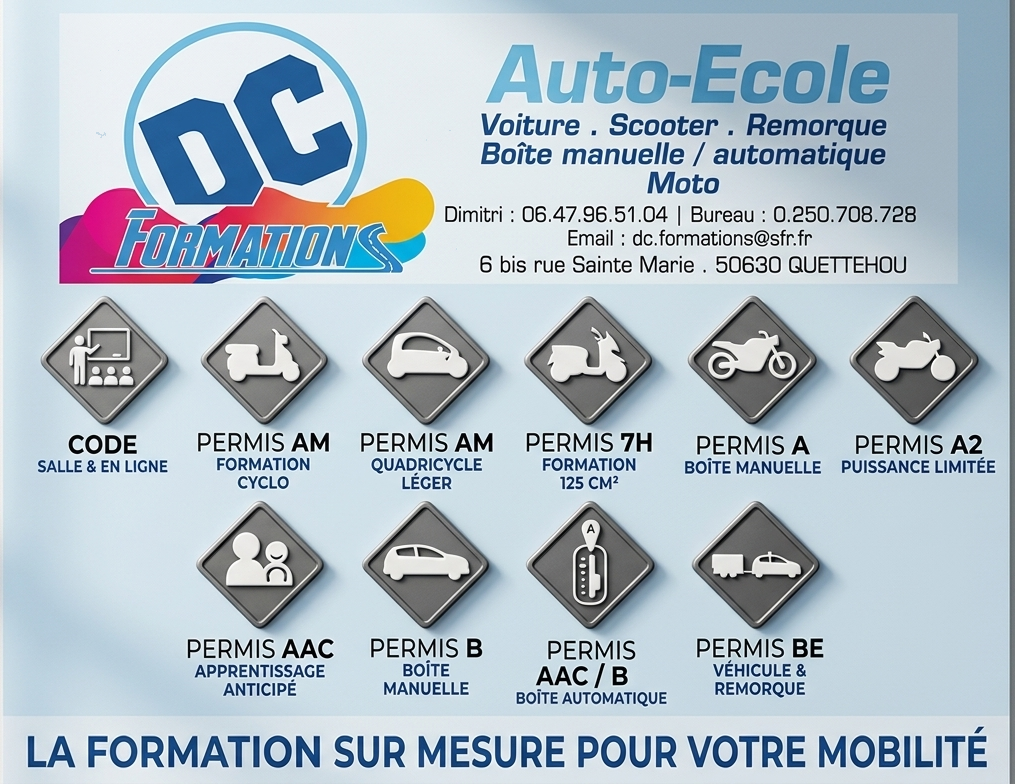 DC
FORMATIONS
Auto-Ecole
Voiture . Scooter . Remorque
Boîte manuelle / automatique
Moto
Dimitri : 06.47.96.51.04 | Bureau : 0.250.708.728
Email : dc.formations@sfr.fr
6 bis rue Sainte Marie . 50630 QUETTEHOU
CODE
SALLE & EN LIGNE
PERMIS AM
FORMATION
CYCLO
PERMIS AM
QUADRICYCLE
LÉGER
PERMIS 7H
FORMATION
125 CM²
PERMIS A
BOÎTE MANUELLE
PERMIS A2
PUISSANCE LIMITÉE
PERMIS AAC
APPRENTISSAGE
ANTICIPÉ
PERMIS B
BOÎTE
MANUELLE
A
PERMIS
AAC / B
BOÎTE AUTOMATIQUE
PERMIS BE
VÉHICULE &
REMORQUE
LA FORMATION SUR MESURE POUR VOTRE MOBILITÉ